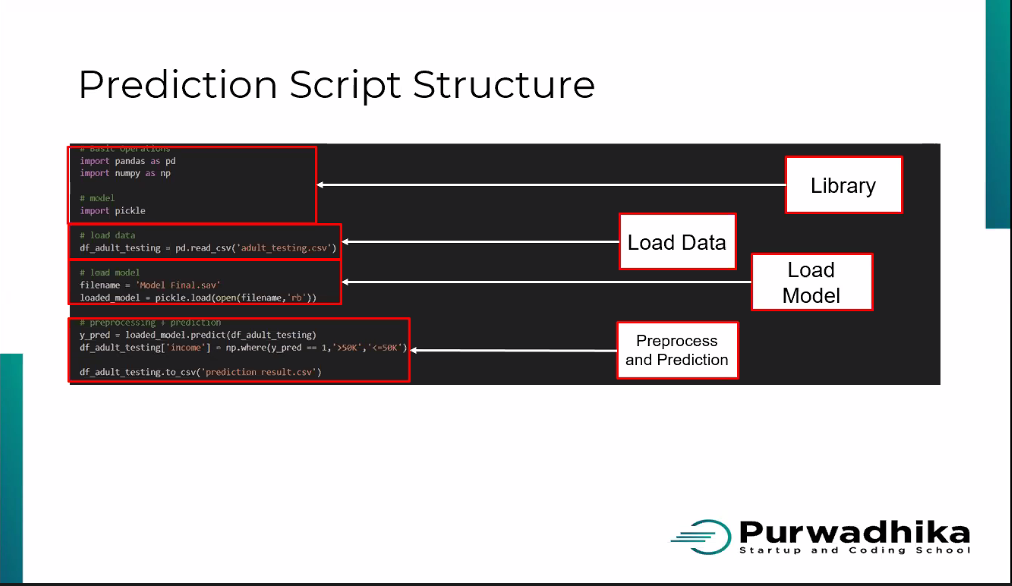 Prediction Script Structure
# Basic operations
import pandas as pd
import numpy as np
# model
import pickle
# load data
df_adult_testing = pd.read_csv('adult_testing.csv')
# load model
filename = 'Model Final.sav'
loaded_model = pickle.load(open(filename,'rb'))
# preprocessing + prediction
y_pred = loaded_model.predict(df_adult_testing)
df_adult_testing['income'] = np.where(y_pred == 1,'>50K','<=50K')
df_adult_testing.to_csv('prediction result.csv')
Library
Load Data
Load
Model
Preprocess
and Prediction
Purwadhika
Startup and Coding School